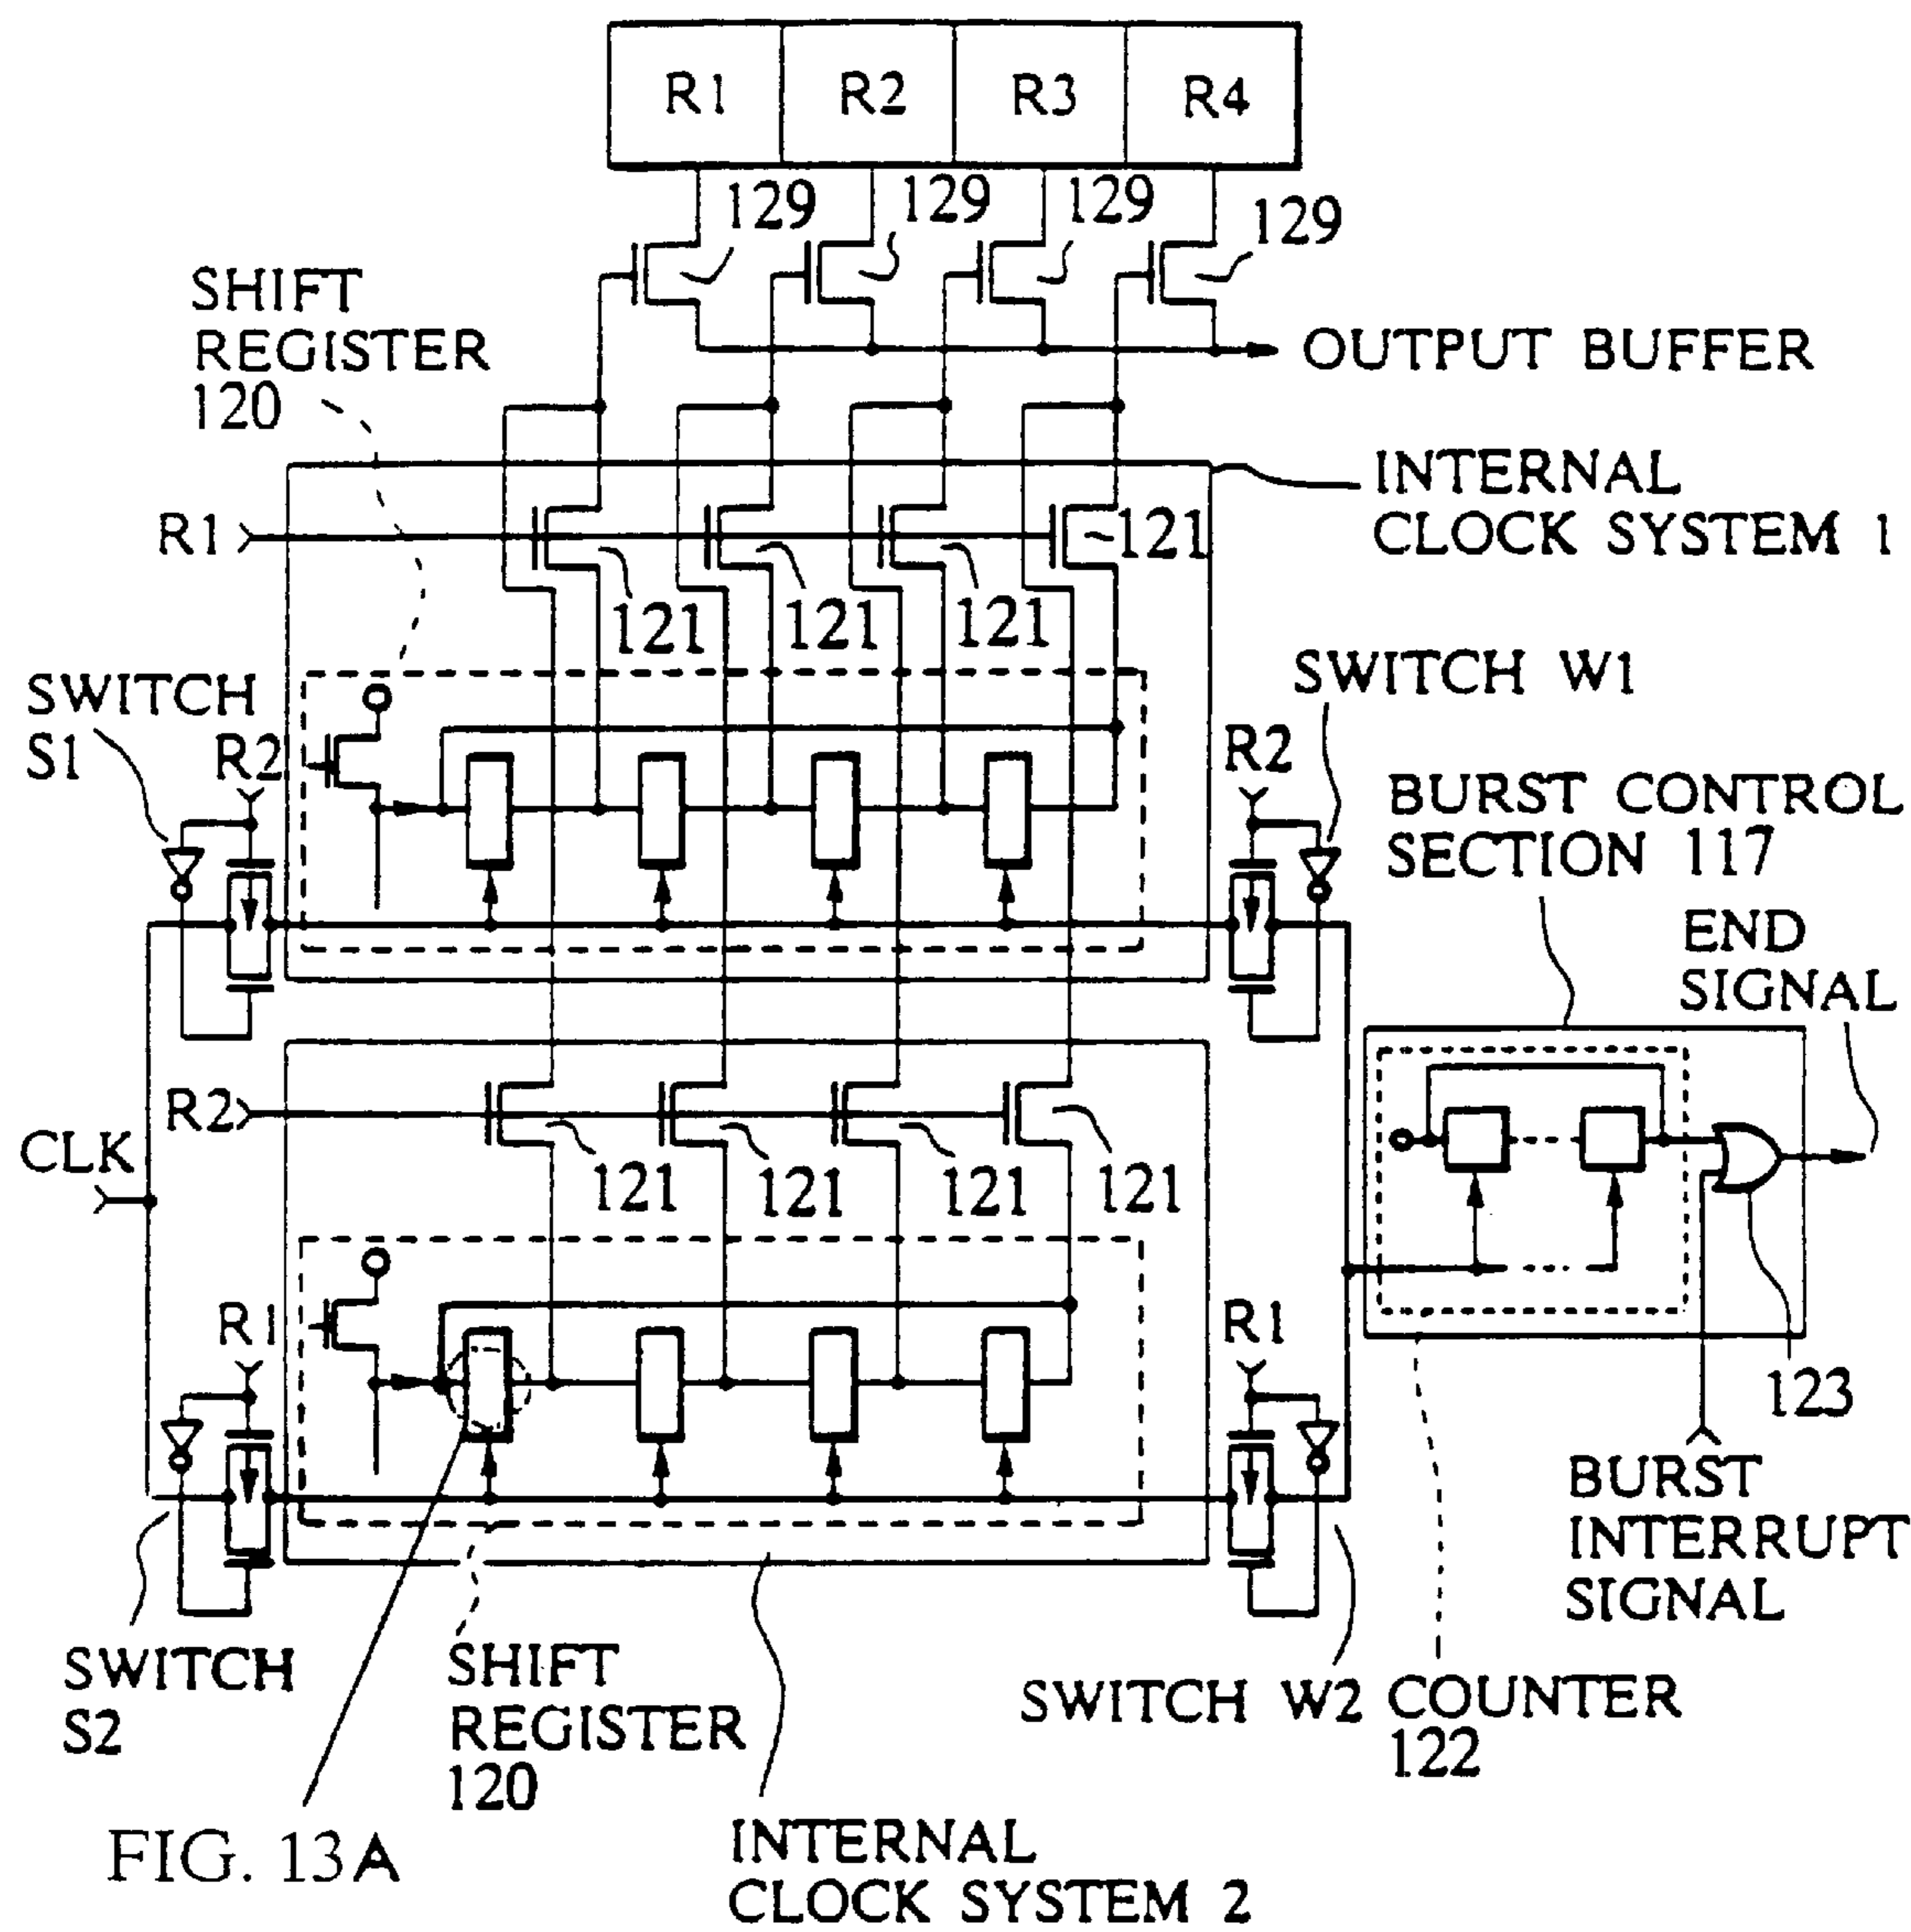 R1 R2 R3 R4
129 129 129 129
SHIFT
REGISTER
120
OUTPUT BUFFER
INTERNAL
CLOCK SYSTEM 1
R1
121
121 121 121
SWITCH
S1
R2
SWITCH W1
R2
BURST CONTROL
SECTION 117
END
SIGNAL
R2
CLK
121 121 121 121
R1
R1
123
BURST
INTERRUPT
SIGNAL
SWITCH
S2
SHIFT
REGISTER
120
SWITCH W2
COUNTER
122
FIG. 13A
INTERNAL
CLOCK SYSTEM 2